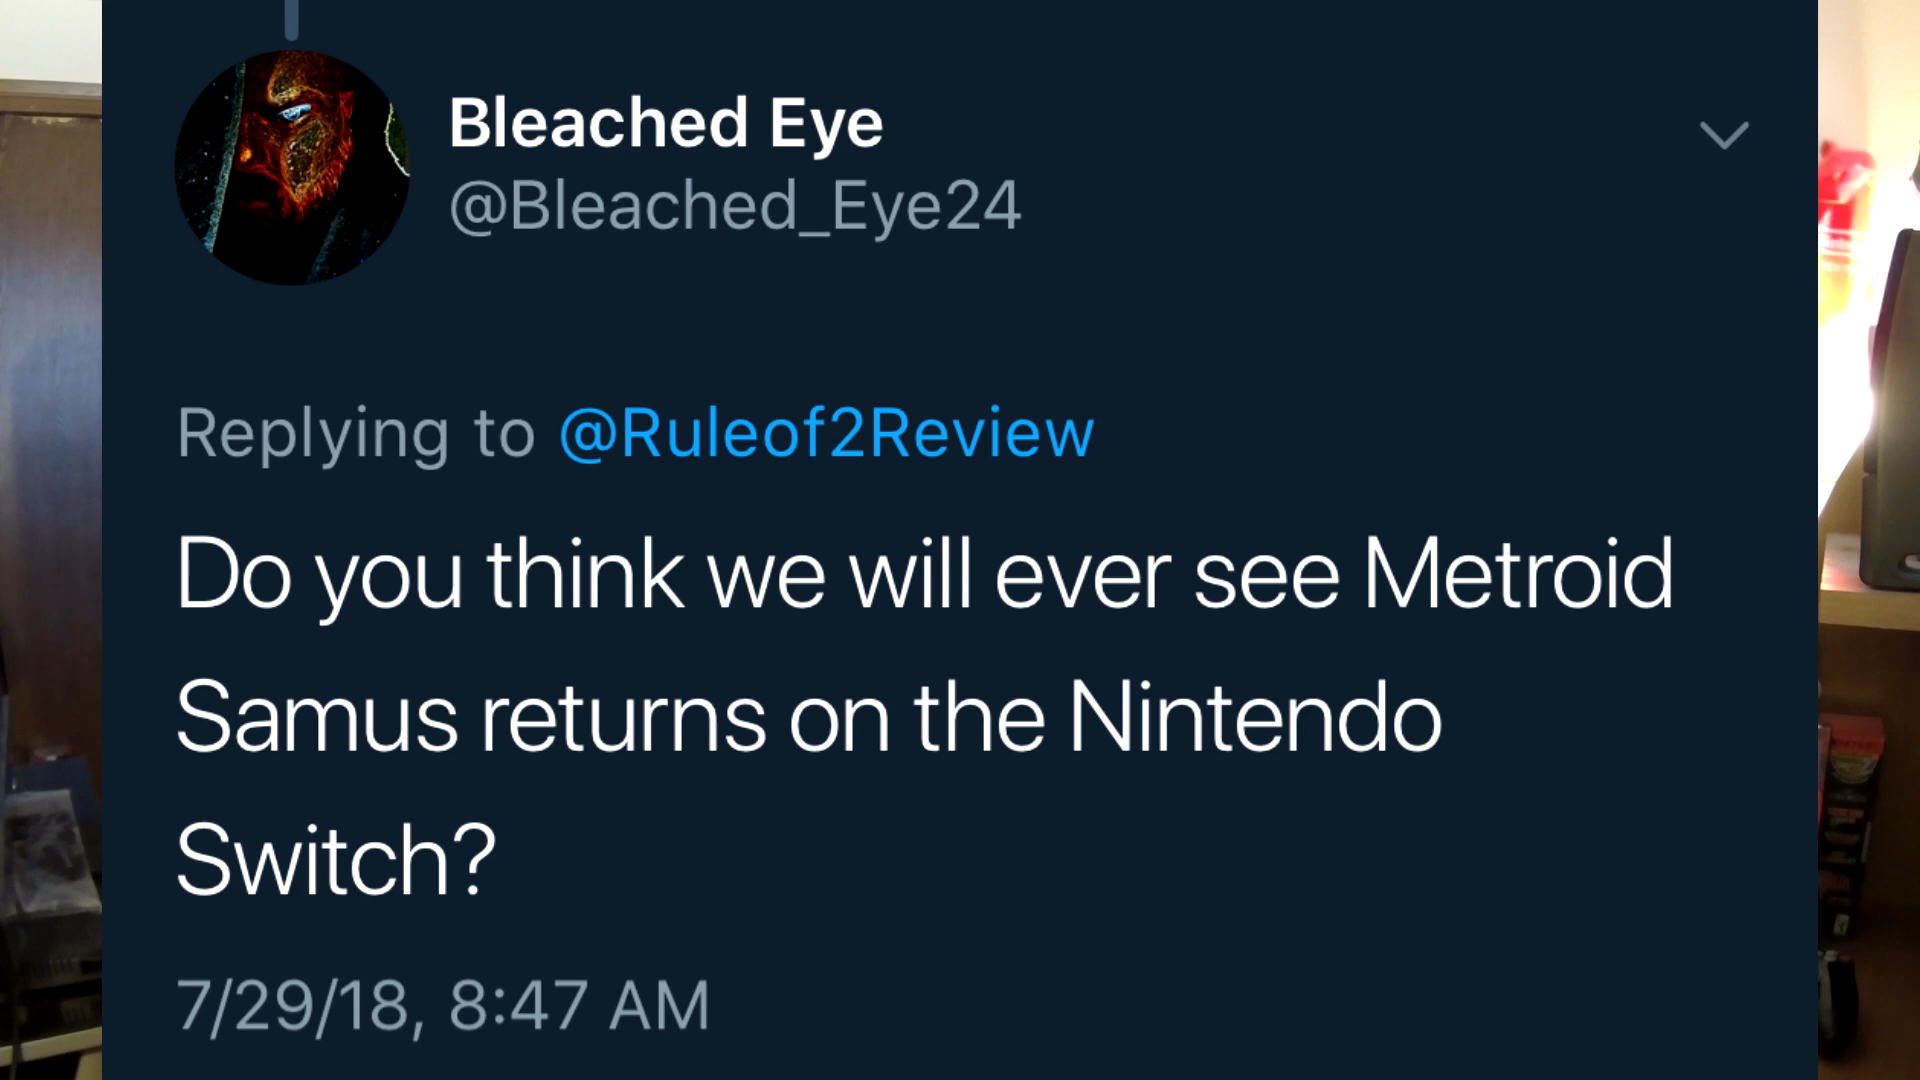 Bleached Eye
@Bleached_Eye24
Replying to @Ruleof2Review
Do you think we will ever see Metroid
Samus returns on the Nintendo
Switch?
7/29/18, 8:47 AM